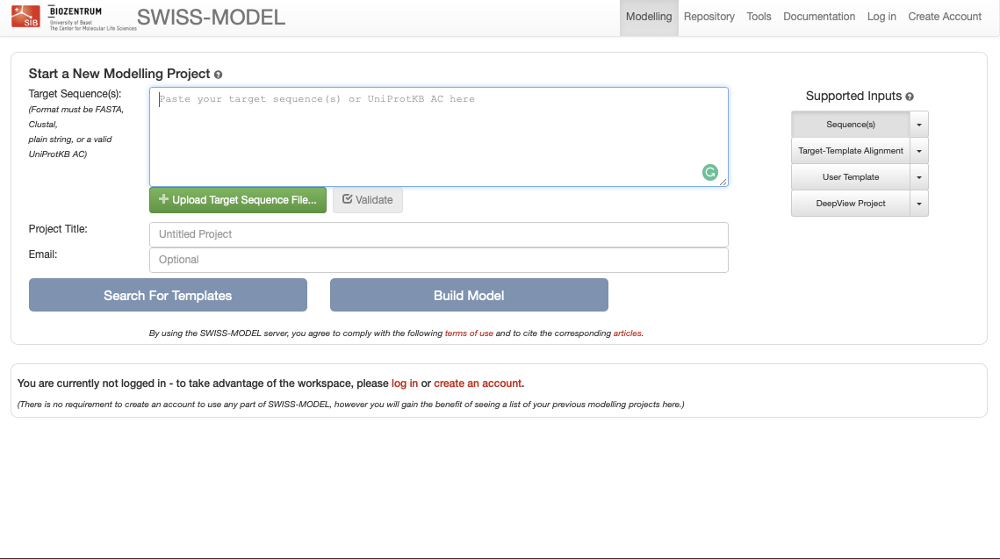 SIB
BIOZENTRUM
University of Basel
The Center for Molecular Life Sciences
SWISS-MODEL
Modelling Repository Tools Documentation Log in Create Account
Start a New Modelling Project ?
Target Sequence(s):
(Format must be FASTA,
Clustal,
plain string, or a valid
UniProtKB AC)
Paste your target sequence(s) or UniProtKB AC here
G
Upload Target Sequence File...
Validate
Supported Inputs ?
Sequence(s)
Target-Template Alignment
User Template
DeepView Project
Project Title:
Untitled Project
Email:
Optional
Search For Templates
Build Model
By using the SWISS-MODEL server, you agree to comply with the following terms of use and to cite the corresponding articles.
You are currently not logged in - to take advantage of the workspace, please log in or create an account.
(There is no requirement to create an account to use any part of SWISS-MODEL, however you will gain the benefit of seeing a list of your previous modelling projects here.)